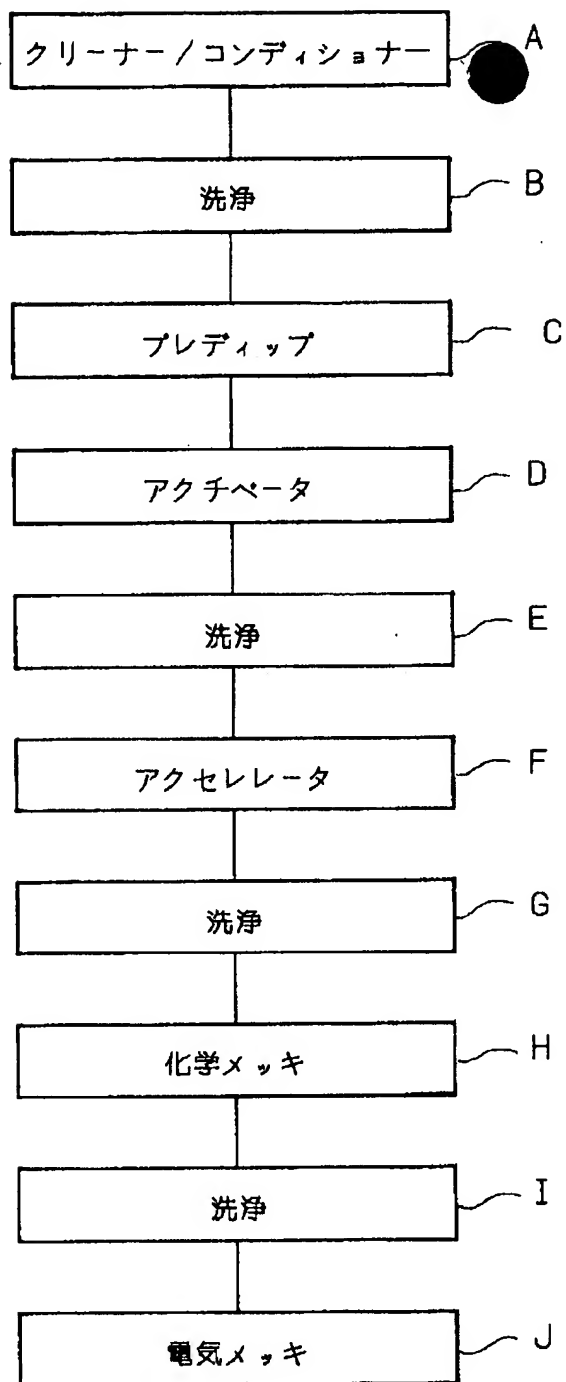 クリーナー/コンディショナー A
洗浄 B
プレディップ C
アクチベータ D
洗浄 E
アクセレレータ F
洗浄 G
化学メッキ H
洗浄 I
電気メッキ J